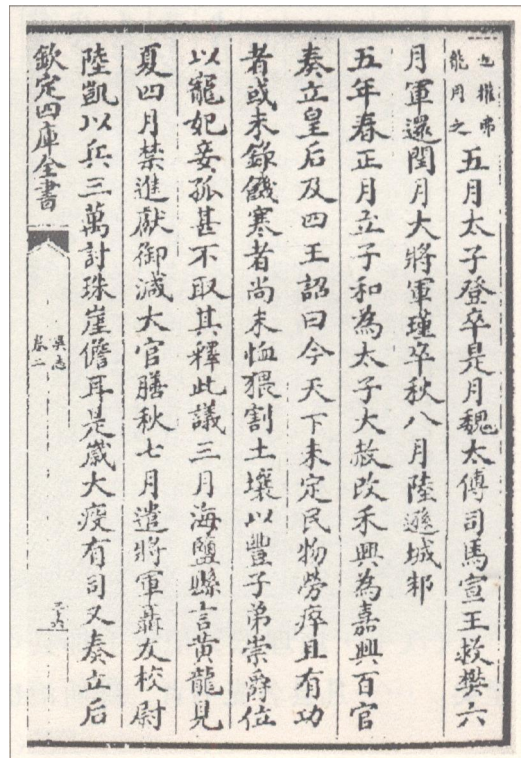 也權弗
能用之
五月太子登卒是月魏太傅司馬宣王救樊六
月軍還閏月大將軍瑾卒秋八月陸遜城邾
五年春正月立子和為太子大赦改禾興為嘉興百官
奏立皇后及四王詔曰今天下未定民物勞瘁且有功
者或未錄饑寒者尚未恤猥割土壤以豐子弟崇爵位
以寵妃妾孤甚不取其釋此議三月海鹽縣言黃龍見
夏四月禁進獻御減大官膳秋七月遣將軍聶友校尉
陸凱以兵三萬討珠崖儋耳是歲大疫有司又奏立后
欽定四庫全書
吳志
卷二